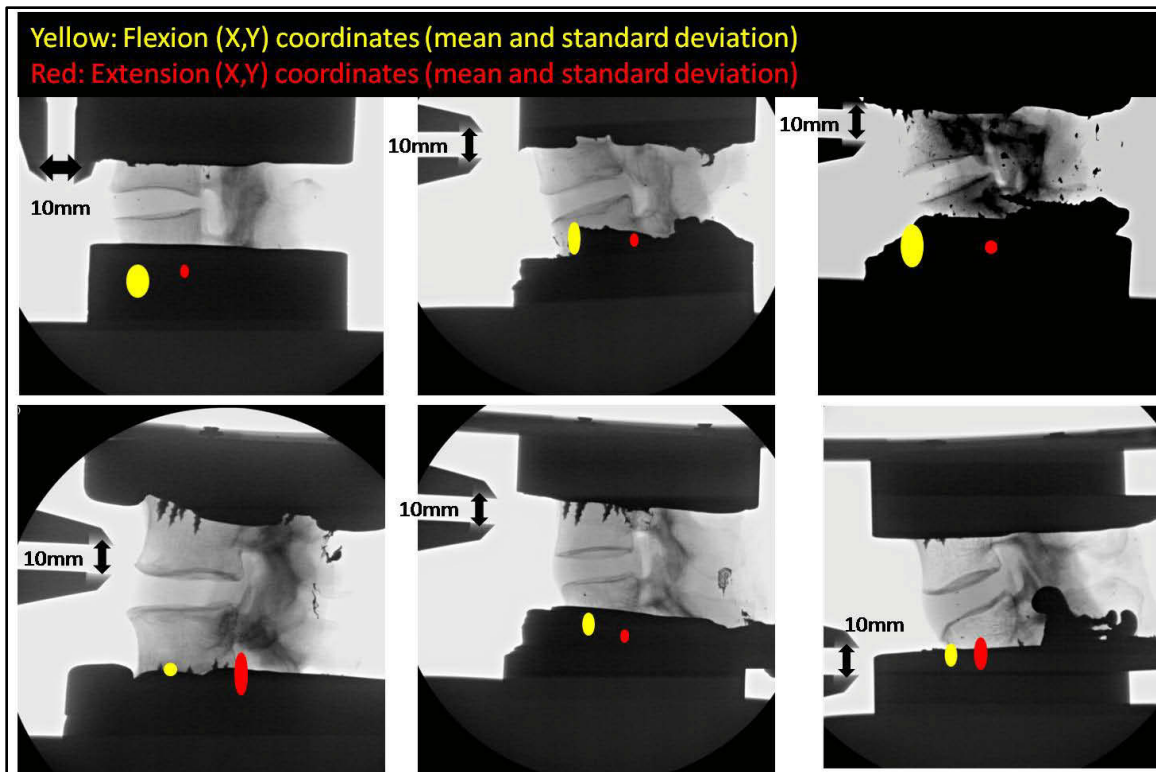 Yellow: Flexion (X,Y) coordinates (mean and standard deviation)
Red: Extension (X,Y) coordinates (mean and standard deviation)
10mm
10mm
10mm
10mm
10mm
10mm